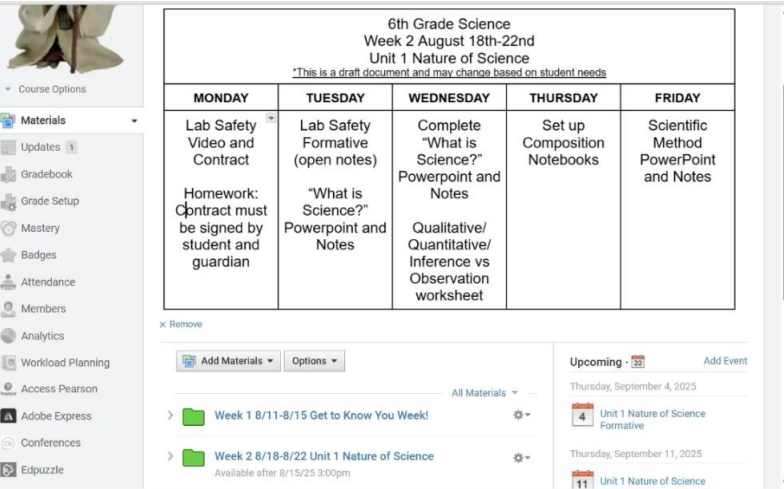 Course Options
Materials
Updates 1
Gradebook
Grade Setup
Mastery
Badges
Attendance
Members
Analytics
Workload Planning
Access Pearson
Adobe Express
Conferences
Edpuzzle
6th Grade Science
Week 2 August 18th-22nd
Unit 1 Nature of Science
*This is a draft document and may change based on student needs
MONDAY
Lab Safety
Video and
Contract
Homework:
Contract must
be signed by
student and
guardian
TUESDAY
Lab Safety
Formative
(open notes)
“What is
Science?”
Powerpoint and
Notes
WEDNESDAY
Complete
“What is
Science?”
Powerpoint and
Notes
Qualitative/
Quantitative/
Inference vs
Observation
worksheet
THURSDAY
Set up
Composition
Notebooks
FRIDAY
Scientific
Method
PowerPoint
and Notes
× Remove
Add Materials
Options
All Materials
Week 1 8/11-8/15 Get to Know You Week!
Week 2 8/18-8/22 Unit 1 Nature of Science
Available after 8/15/25 3:00pm
Upcoming · 22
Add Event
Thursday, September 4, 2025
4
Unit 1 Nature of Science
Formative
Thursday, September 11, 2025
11
Unit 1 Nature of Science